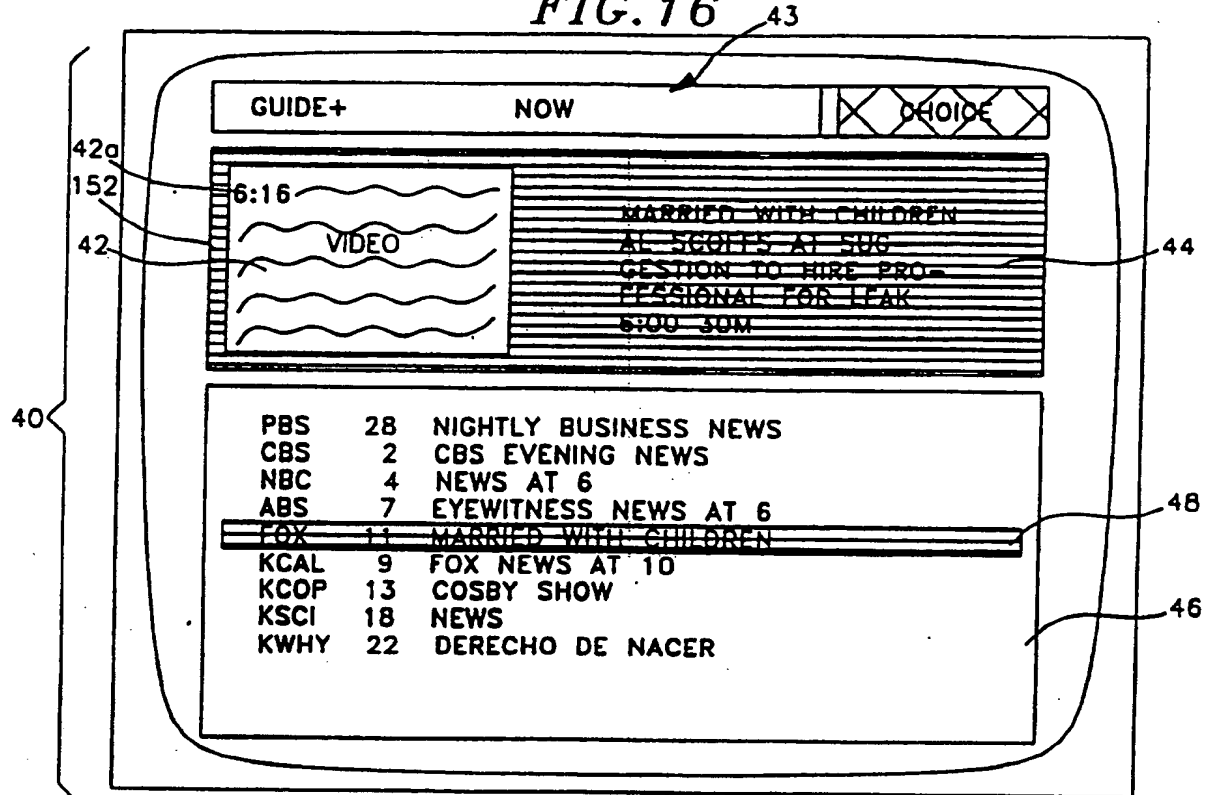 FIG. 16
43
GUIDE+ NOW CHOICE
42a
152
42
6:16
VIDEO
MARRIED WITH CHILDREN
AL SCOFFS AT SUG
GESTION TO HIRE PRO-
FESSIONAL FOR LEAK
6:00 30M
44
40
PBS 28 NIGHTLY BUSINESS NEWS
CBS 2 CBS EVENING NEWS
NBC 4 NEWS AT 6
ABS 7 EYEWITNESS NEWS AT 6
FOX 11 MARRIED WITH CHILDREN
KCAL 9 FOX NEWS AT 10
KCOP 13 COSBY SHOW
KSCI 18 NEWS
KWHY 22 DERECHO DE NACER
48
46